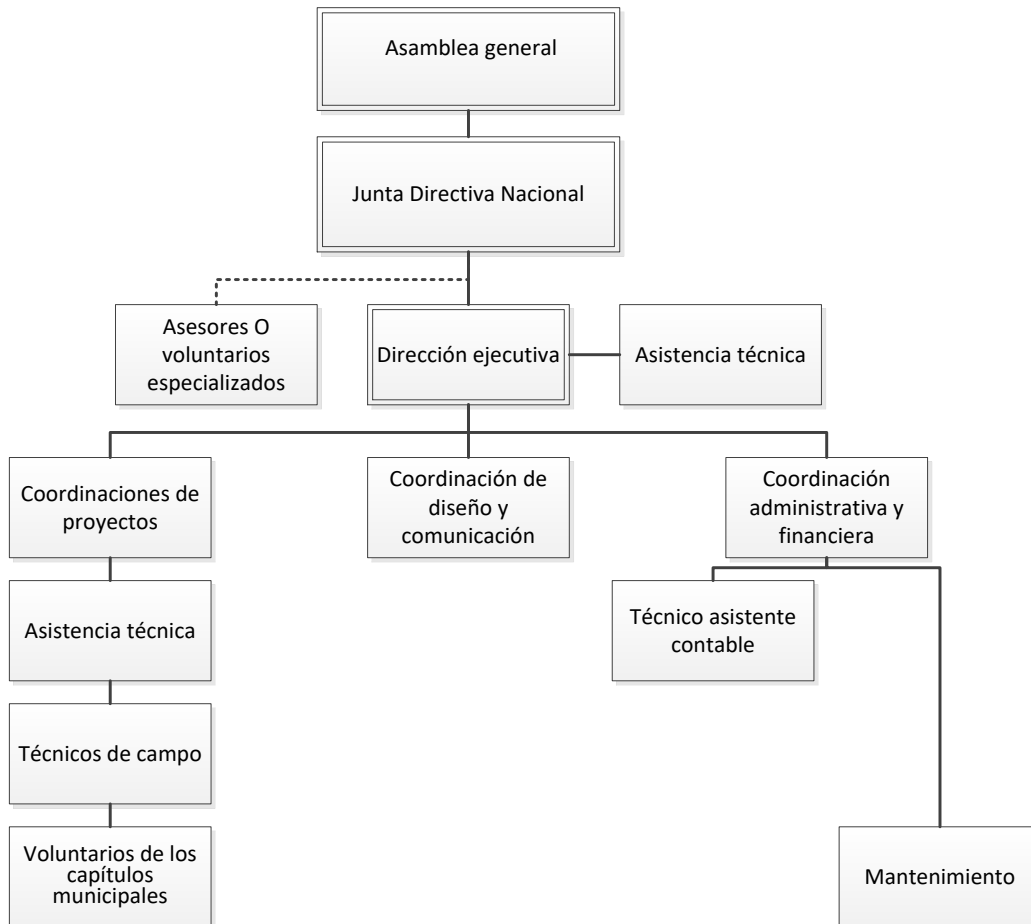 Asamblea general
Junta Directiva Nacional
Asesores O
voluntarios
especializados
Dirección ejecutiva
Asistencia técnica
Coordinaciones de
proyectos
Coordinación de
diseño y
comunicación
Coordinación
administrativa y
financiera
Asistencia técnica
Técnico asistente
contable
Técnicos de campo
Voluntarios de los
capítulos
municipales
Mantenimiento